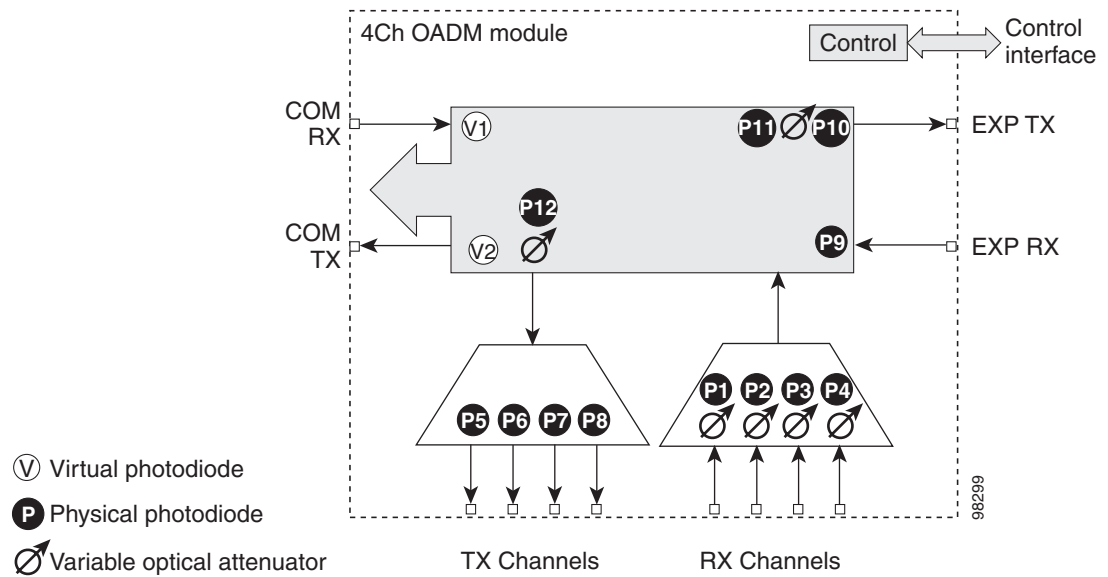 4Ch OADM module
Control
Control
interface
COM
RX
V1
P11
P10
EXP TX
P12
COM
TX
V2
P9
EXP RX
P1
P2
P3
P4
P5
P6
P7
P8
V Virtual photodiode
P Physical photodiode
Variable optical attenuator
TX Channels
RX Channels
98299